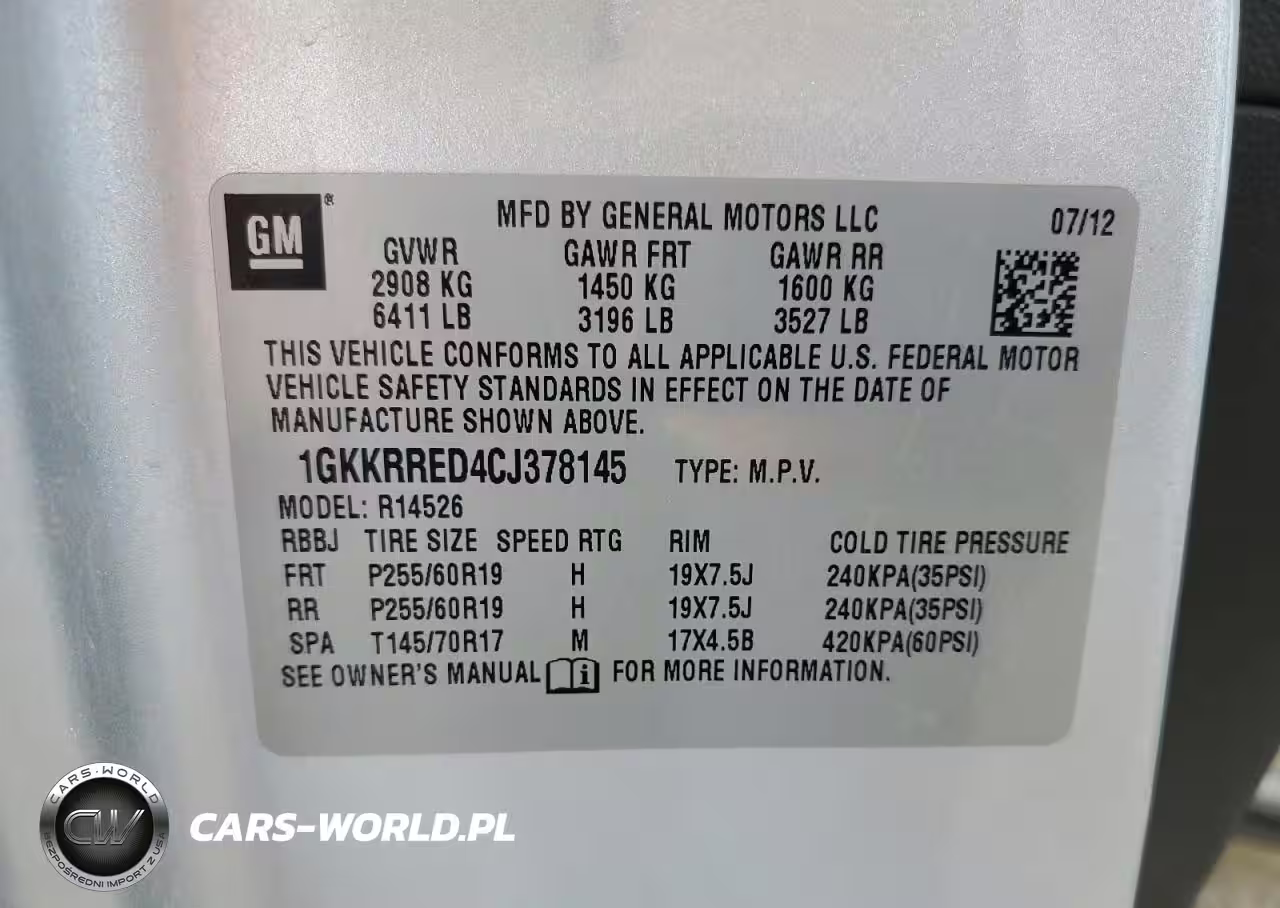 GM®
MFD BY GENERAL MOTORS LLC 07/12
GVWR GAWR FRT GAWR RR
2908 KG 1450 KG 1600 KG
6411 LB 3196 LB 3527 LB
THIS VEHICLE CONFORMS TO ALL APPLICABLE U.S. FEDERAL MOTOR
VEHICLE SAFETY STANDARDS IN EFFECT ON THE DATE OF
MANUFACTURE SHOWN ABOVE.
1GKKRRED4CJ378145 TYPE: M.P.V.
MODEL: R14526
RBBJ TIRE SIZE SPEED RTG RIM COLD TIRE PRESSURE
FRT P255/60R19 H 19X7.5J 240KPA(35PSI)
RR P255/60R19 H 19X7.5J 240KPA(35PSI)
SPA T145/70R17 M 17X4.5B 420KPA(60PSI)
SEE OWNER'S MANUAL i FOR MORE INFORMATION.
CARS-WORLD
CW
BEZPOŚREDNI IMPORT Z USA
CARS-WORLD.PL